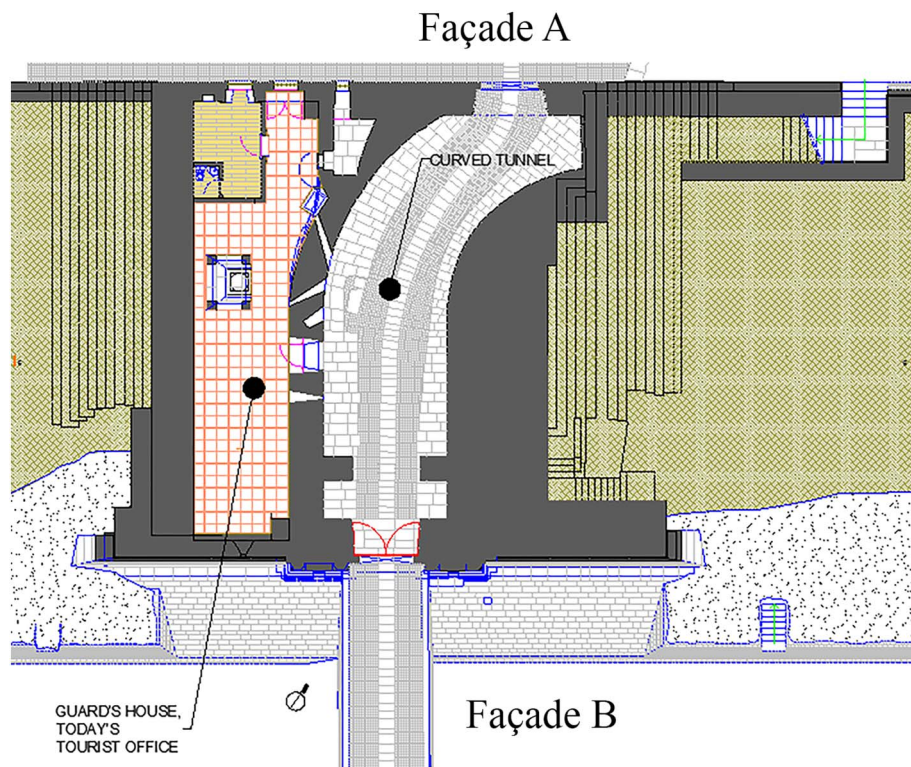 Façade A
CURVED TUNNEL
GUARD'S HOUSE,
TODAY'S
TOURIST OFFICE
Façade B